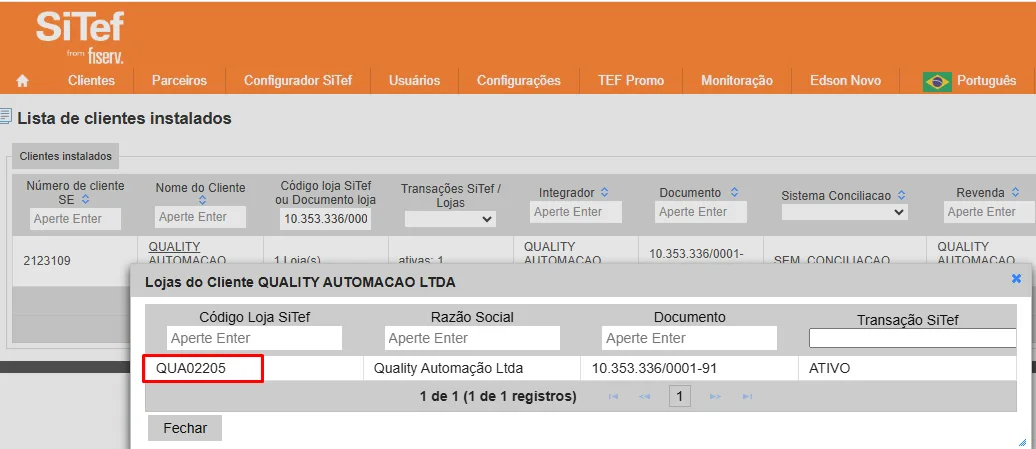 SiTef
from fiserv.
Clientes Parceiros Configurador SiTef Usuários Configurações TEF Promo Monitoração Edson Novo Português
Lista de clientes instalados
Clientes instalados
Número de cliente SE Nome do Cliente Código loja SiTef ou Documento loja Transações SiTef / Lojas Integrador Documento Sistema Conciliacao Revenda
Aperte Enter Aperte Enter 10.353.336/000 Aperte Enter Aperte Enter Aperte Enter
2123109 QUALITY AUTOMACAO 1 Loja(s) ativas: 1 QUALITY AUTOMACAO 10.353.336/0001- SEM CONCILIACAO QUALITY AUTOMACAO
Lojas do Cliente QUALITY AUTOMACAO LTDA
Código Loja SiTef Razão Social Documento Transação SiTef
Aperte Enter Aperte Enter Aperte Enter
QUA02205 Quality Automação Ltda 10.353.336/0001-91 ATIVO
1 de 1 (1 de 1 registros) 1
Fechar